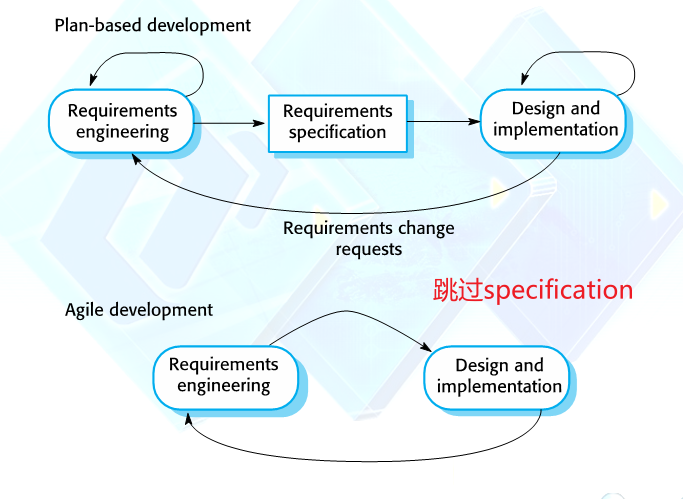 Plan-based development
Requirements
engineering
Requirements
specification
Design and
implementation
Requirements change
requests
跳过specification
Agile development
Requirements
engineering
Design and
implementation